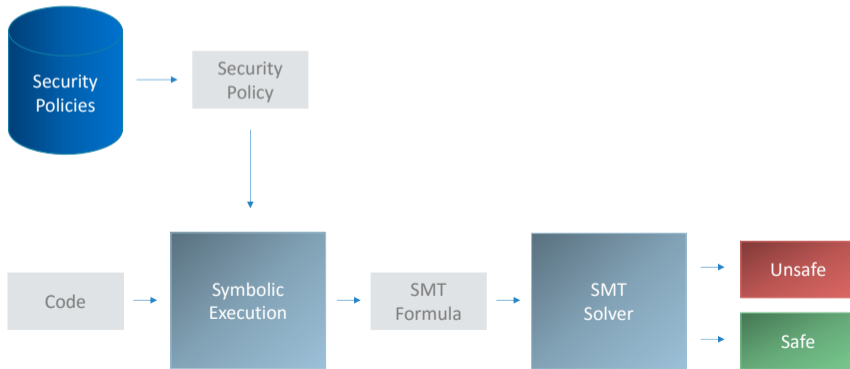 Security
Policies
Security
Policy
Code
Symbolic
Execution
SMT
Formula
SMT
Solver
Unsafe
Safe